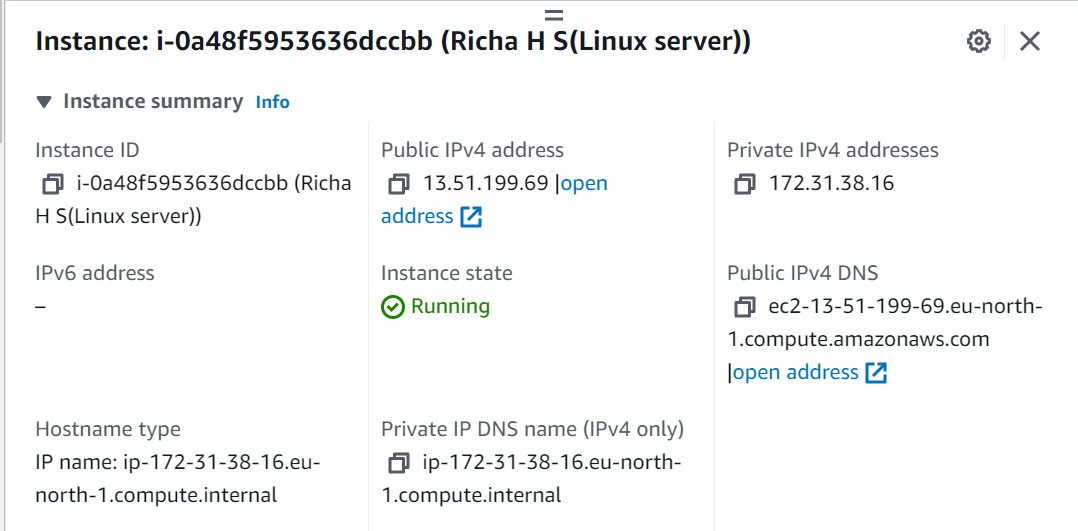 Instance: i-0a48f5953636dccbb (Richa H S(Linux server))
Instance summary Info
Instance ID
i-0a48f5953636dccbb (Richa
H S(Linux server))
Public IPv4 address
13.51.199.69 |open
address
Private IPv4 addresses
172.31.38.16
IPv6 address
–
Instance state
Running
Public IPv4 DNS
ec2-13-51-199-69.eu-north-
1.compute.amazonaws.com
|open address
Hostname type
IP name: ip-172-31-38-16.eu-
north-1.compute.internal
Private IP DNS name (IPv4 only)
ip-172-31-38-16.eu-north-
1.compute.internal